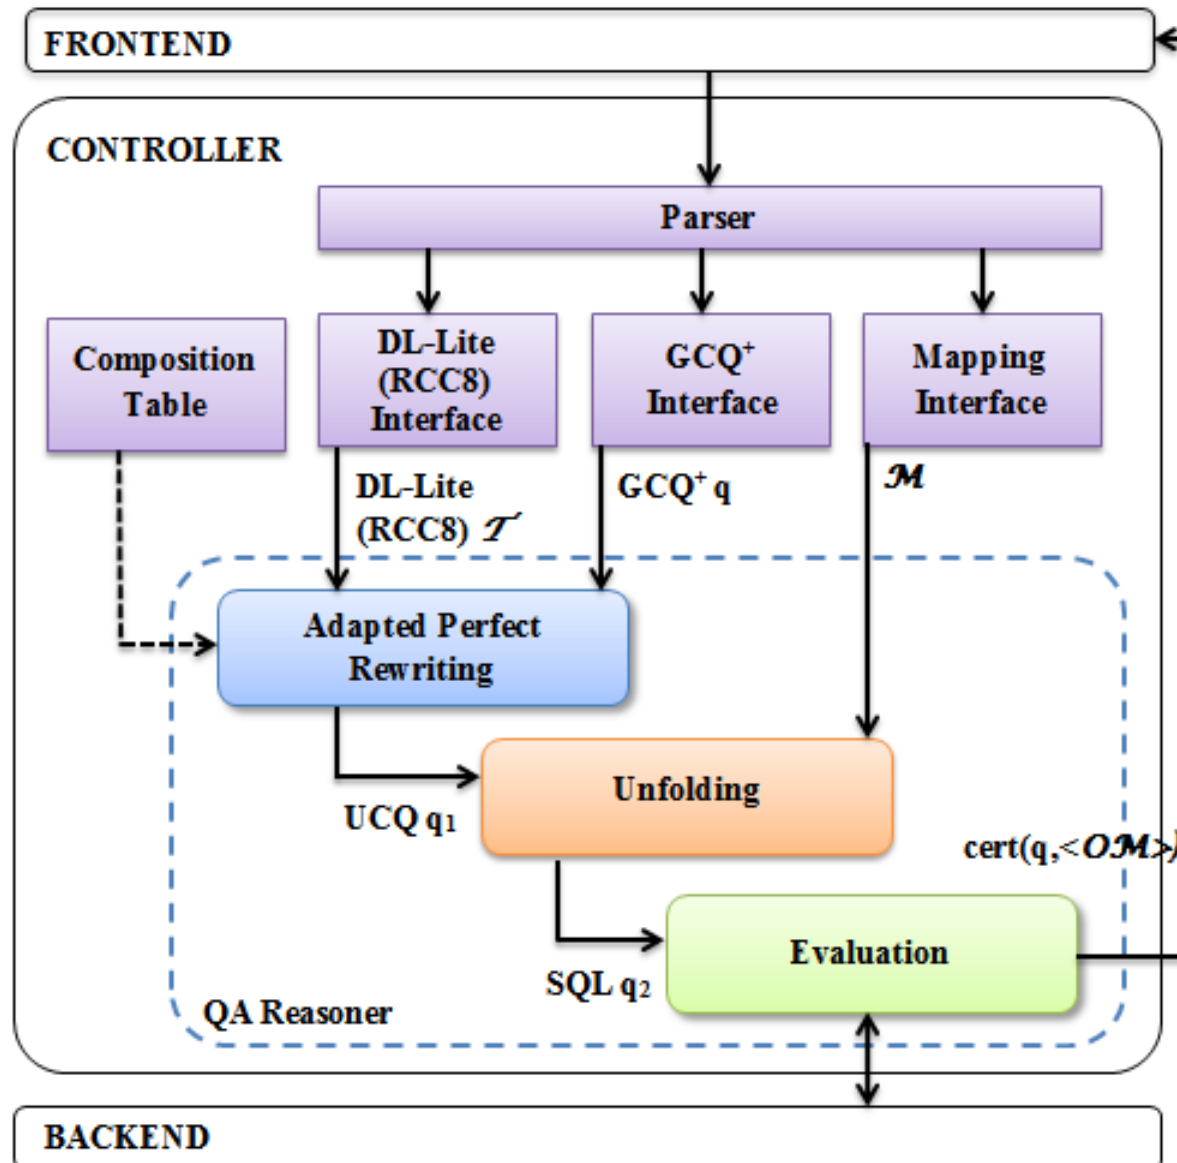 FRONTEND
CONTROLLER
Parser
Composition
Table
DL-Lite
(RCC8)
Interface
GCQ⁺
Interface
Mapping
Interface
DL-Lite
(RCC8) 𝒯′
GCQ⁺ q
ℳ
Adapted Perfect
Rewriting
UCQ q₁
Unfolding
cert(q,<𝒪ℳ>)
SQL q₂
Evaluation
QA Reasoner
BACKEND